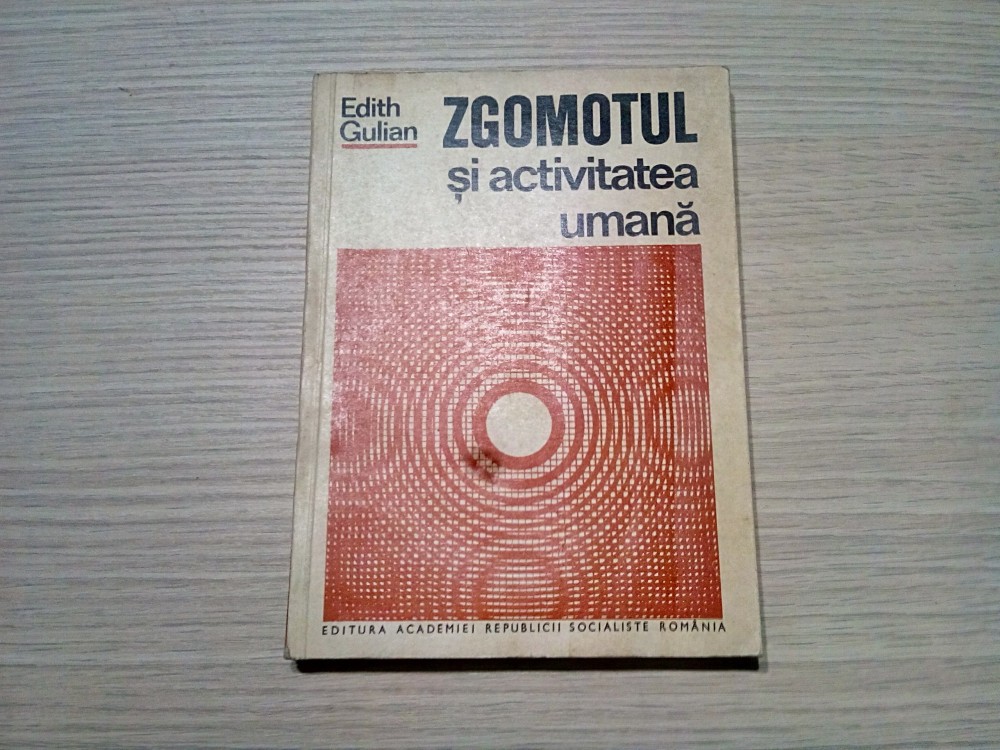 Edith
Gulian
ZGOMOTUL
și activitatea
umană
EDITURA ACADEMIEI REPUBLICII SOCIALISTE ROMÂNIA